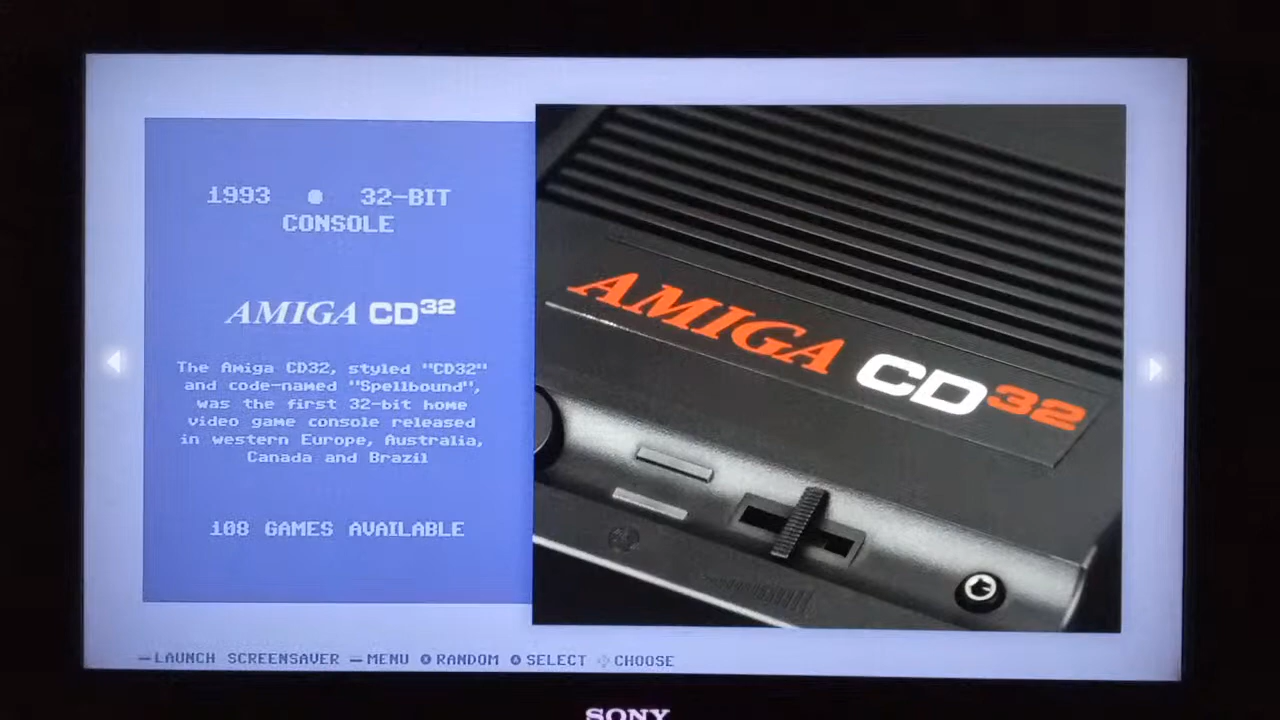 1993 • 32-BIT
CONSOLE
AMIGA CD32
The Amiga CD32, styled "CD32"
and code-named "Spellbound",
was the first 32-bit home
video game console released
in western Europe, Australia,
Canada and Brazil
108 GAMES AVAILABLE
AMIGA CD32
LAUNCH SCREENSAVER MENU RANDOM SELECT CHOOSE
SONY